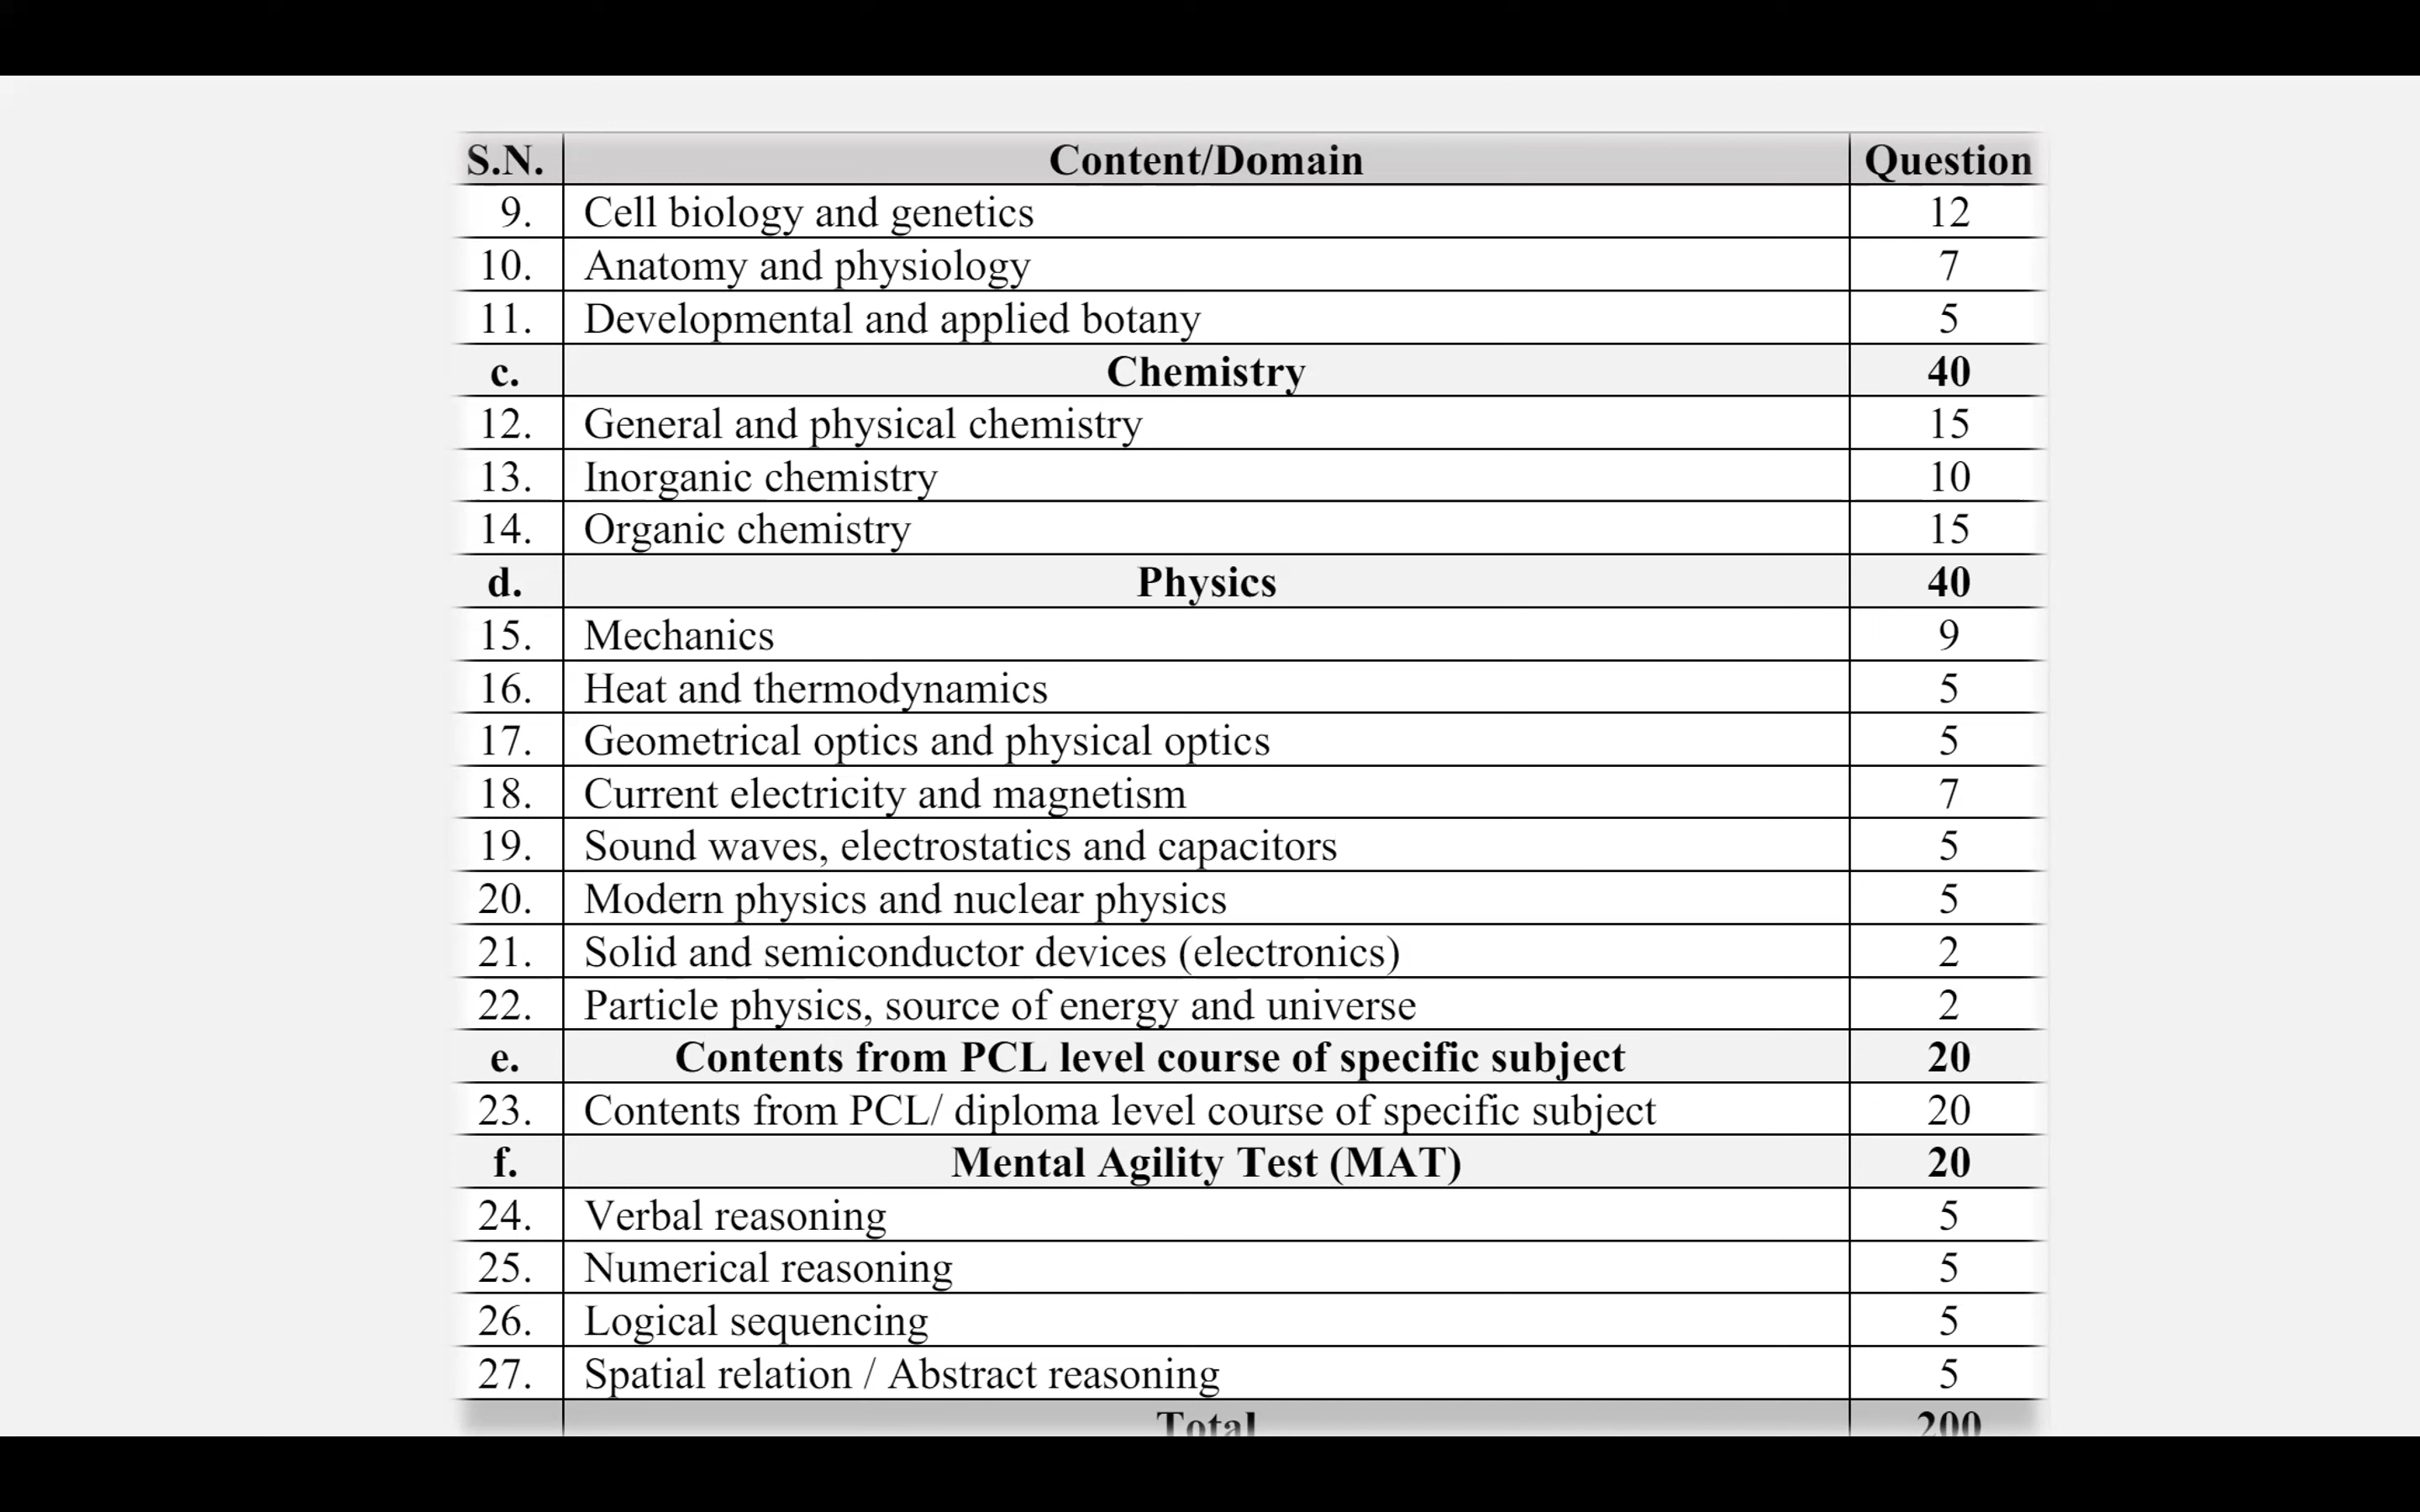 S.N. Content/Domain Question
9. Cell biology and genetics 12
10. Anatomy and physiology 7
11. Developmental and applied botany 5
c. Chemistry 40
12. General and physical chemistry 15
13. Inorganic chemistry 10
14. Organic chemistry 15
d. Physics 40
15. Mechanics 9
16. Heat and thermodynamics 5
17. Geometrical optics and physical optics 5
18. Current electricity and magnetism 7
19. Sound waves, electrostatics and capacitors 5
20. Modern physics and nuclear physics 5
21. Solid and semiconductor devices (electronics) 2
22. Particle physics, source of energy and universe 2
e. Contents from PCL level course of specific subject 20
23. Contents from PCL/ diploma level course of specific subject 20
f. Mental Agility Test (MAT) 20
24. Verbal reasoning 5
25. Numerical reasoning 5
26. Logical sequencing 5
27. Spatial relation / Abstract reasoning 5
Total 200